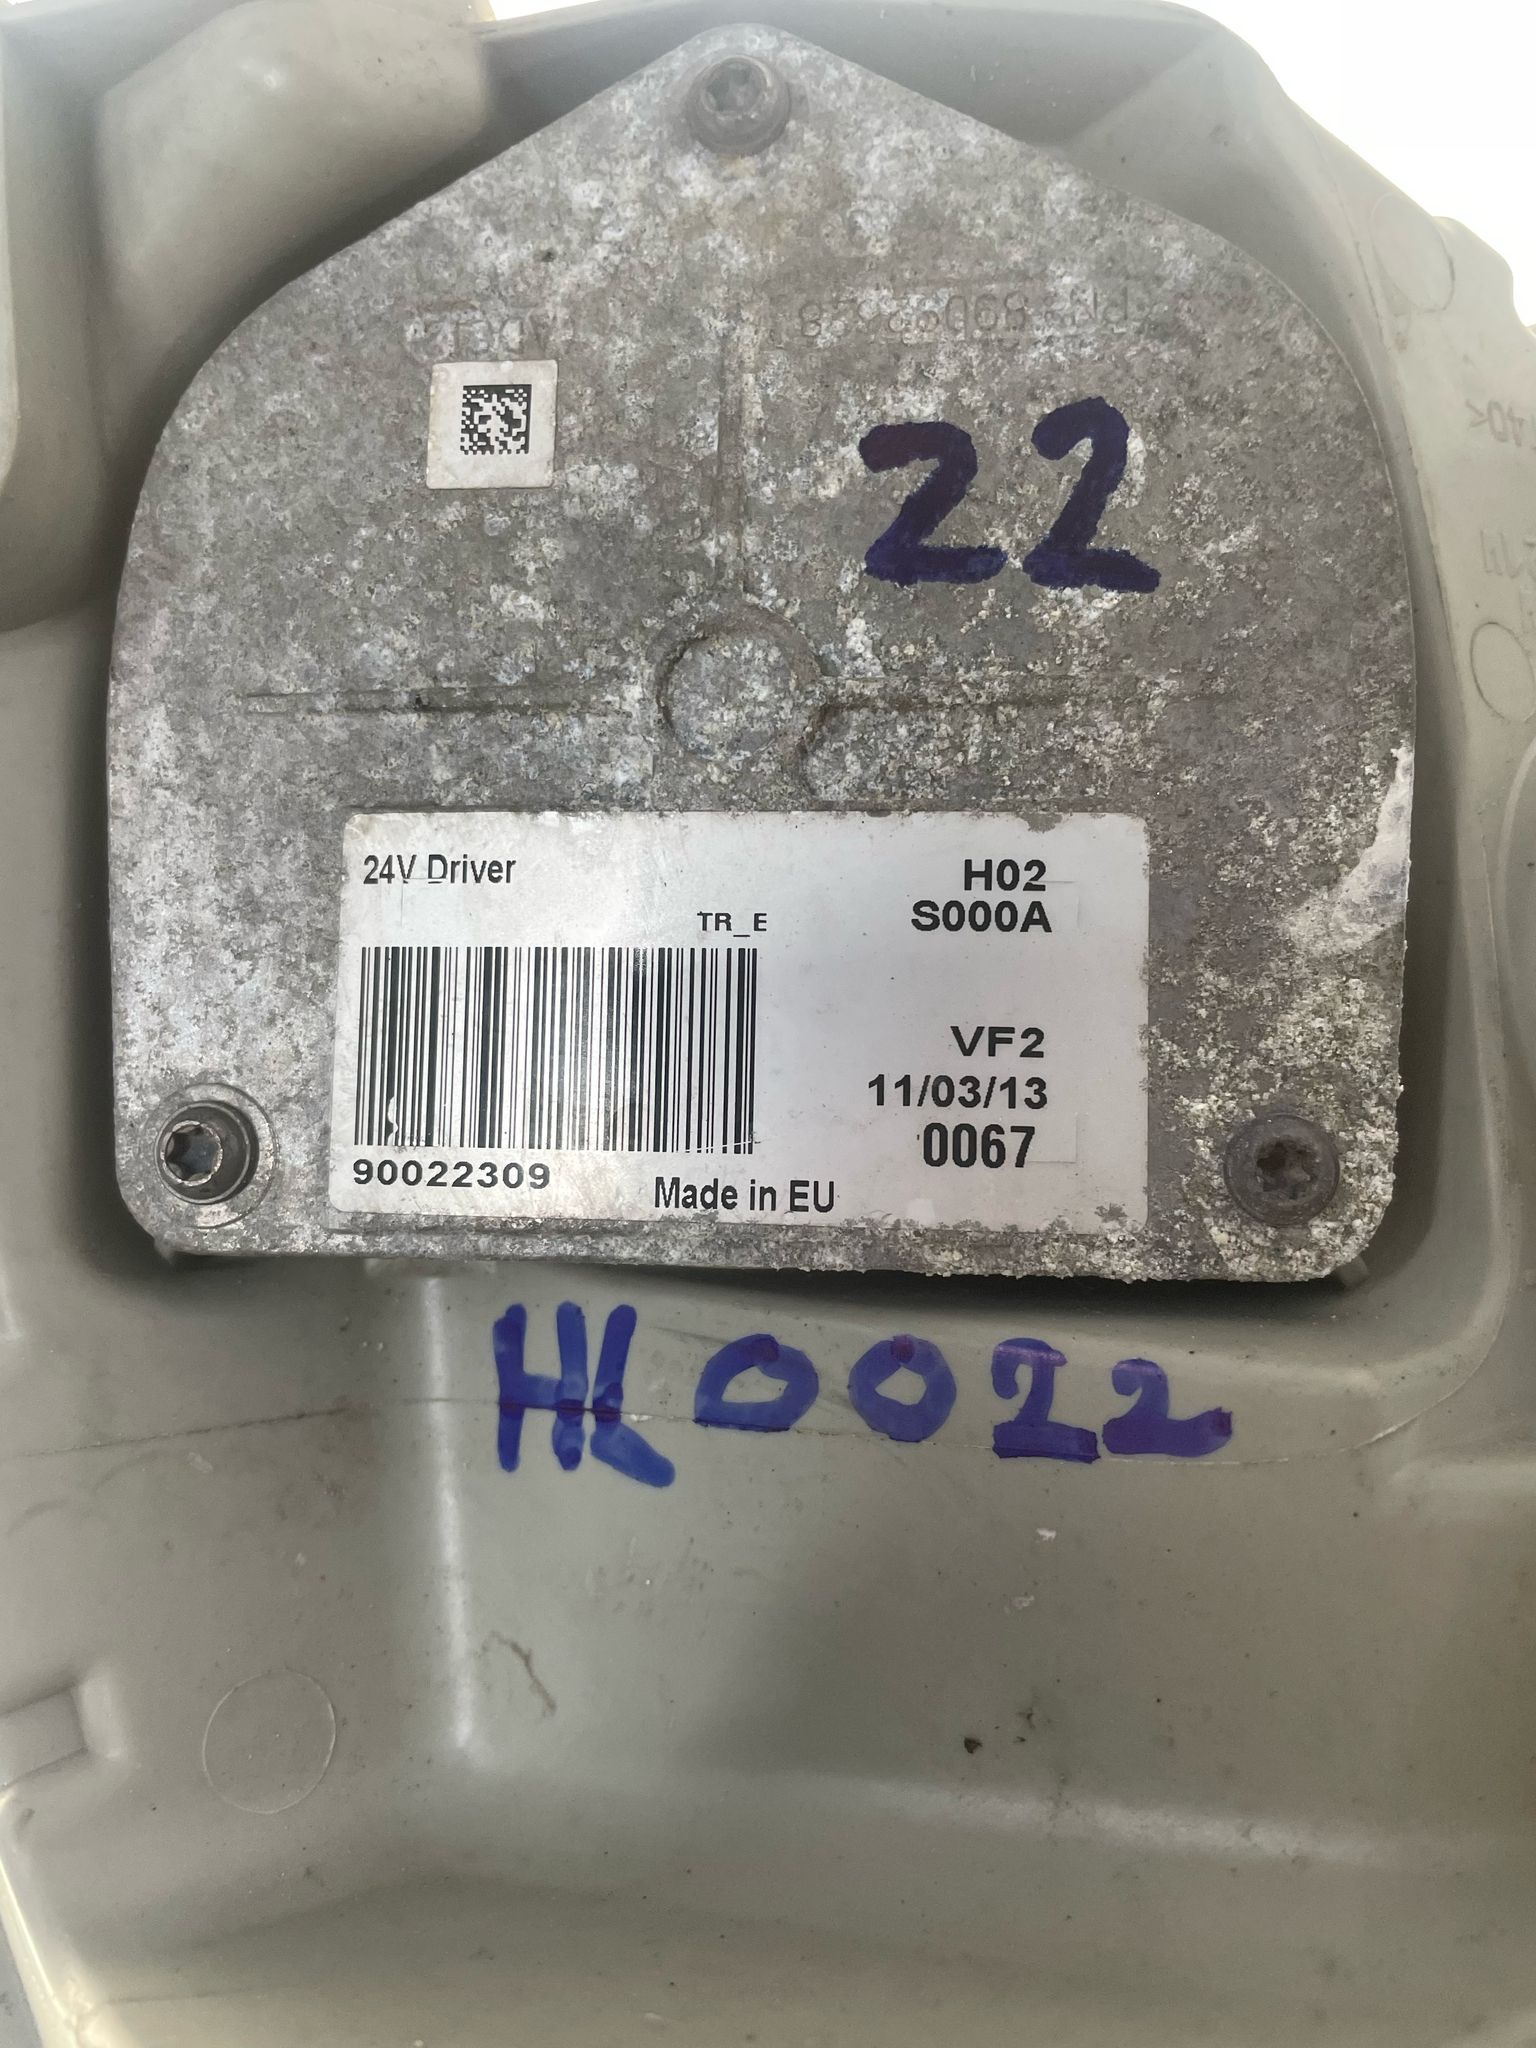 22
24V Driver
H02
TR_E
S000A
VF2
11/03/13
0067
90022309
Made in EU
HL0022